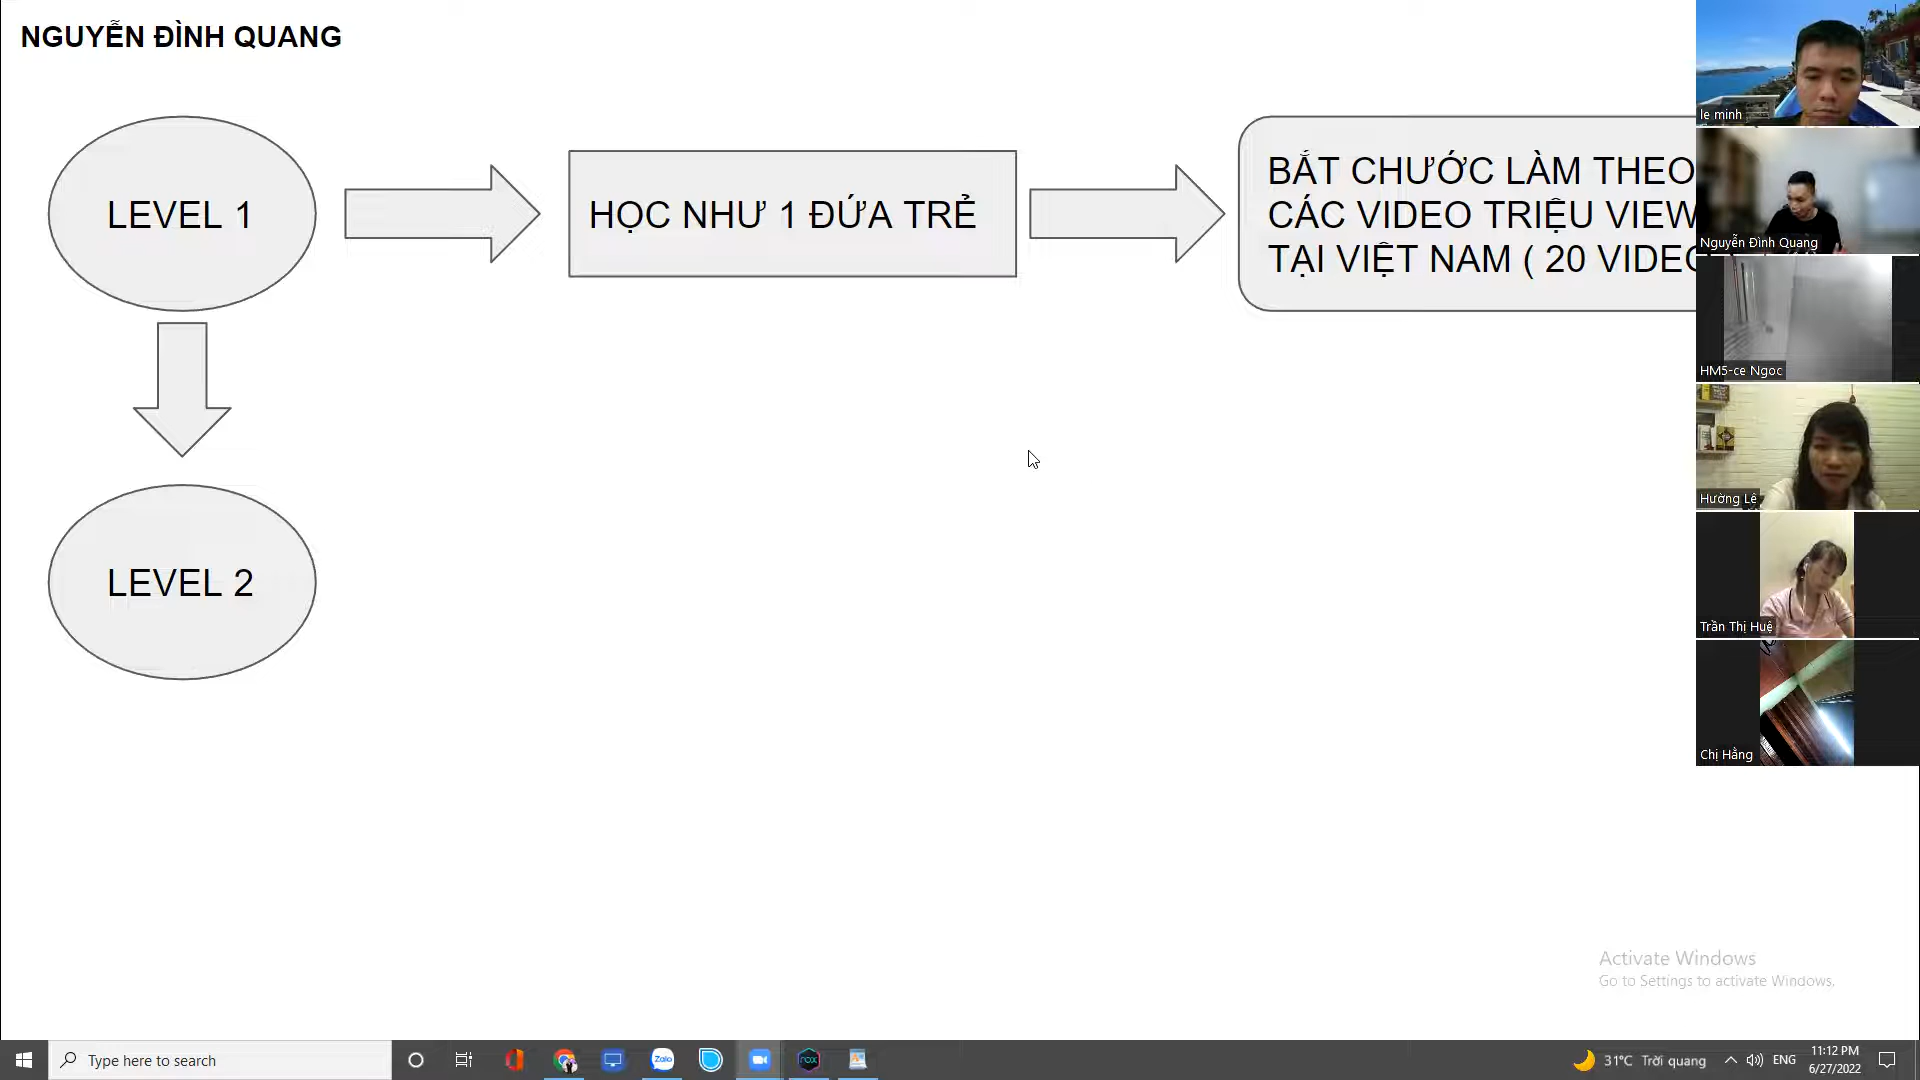 NGUYỄN ĐÌNH QUANG
LEVEL 1
HỌC NHƯ 1 ĐỨA TRẺ
BẮT CHƯỚC LÀM THEO
CÁC VIDEO TRIỆU VIEW
TẠI VIỆT NAM ( 20 VIDEO
LEVEL 2
le minh
Nguyễn Đình Quang
HM5-ce Ngoc
Hường Lê
Trần Thị Huệ
Chị Hằng
Activate Windows
Go to Settings to activate Windows.
Type here to search
Zalo
rox
31°C Trời quang
ENG
11:12 PM
6/27/2022